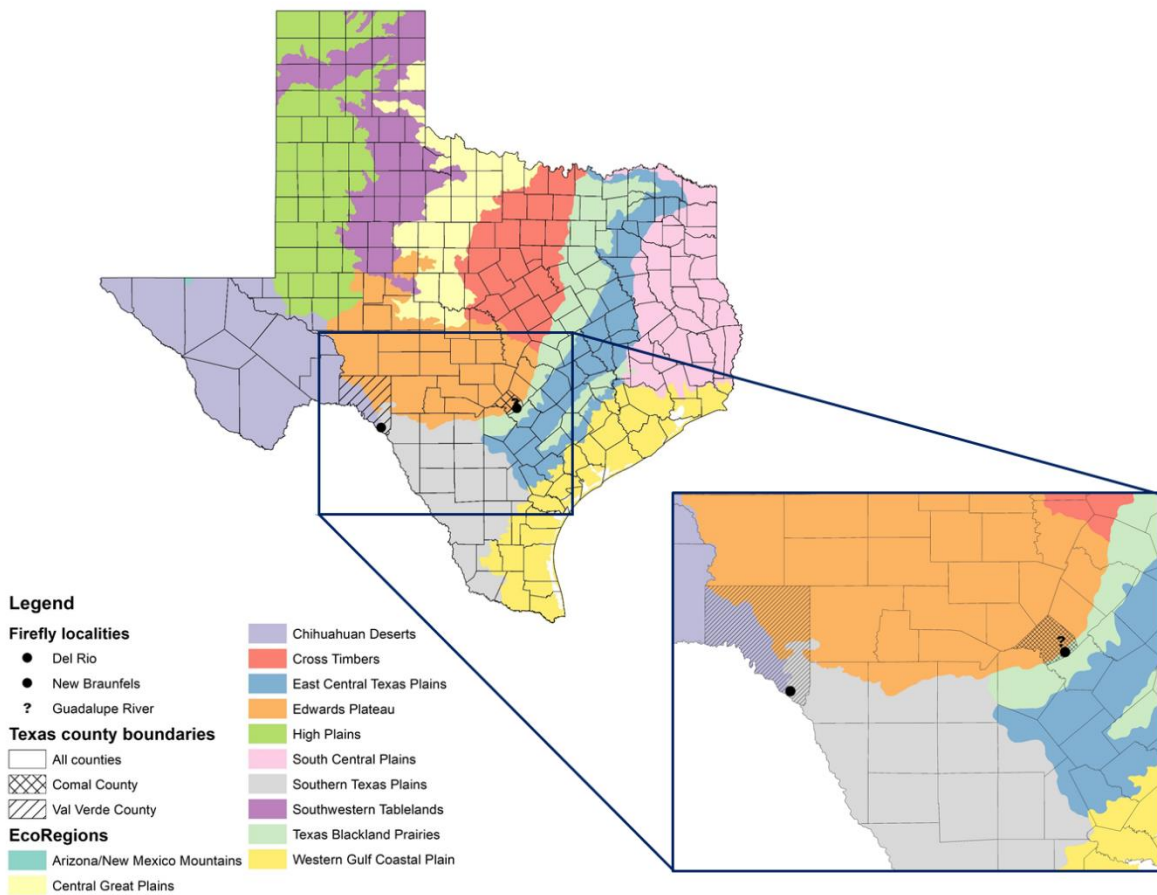 ?
?
Legend
Firefly localities
Del Rio
New Braunfels
? Guadalupe River
Texas county boundaries
All counties
Comal County
Val Verde County
EcoRegions
Arizona/New Mexico Mountains
Central Great Plains
Chihuahuan Deserts
Cross Timbers
East Central Texas Plains
Edwards Plateau
High Plains
South Central Plains
Southern Texas Plains
Southwestern Tablelands
Texas Blackland Prairies
Western Gulf Coastal Plain